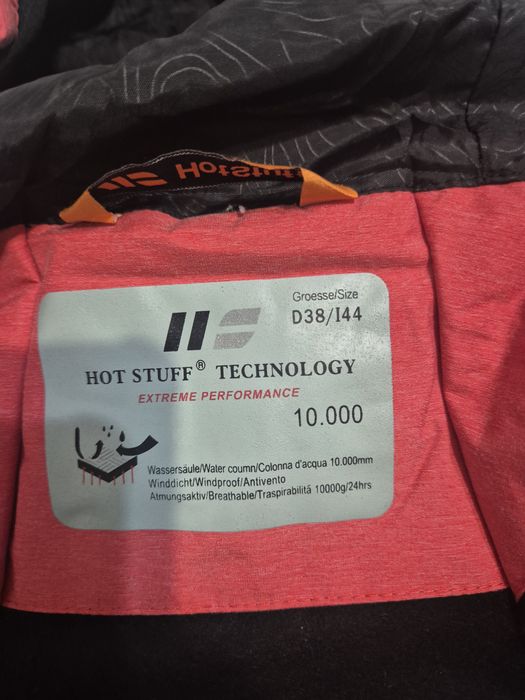 HotStuff
Groesse/Size
D38/I44
HOT STUFF® TECHNOLOGY
EXTREME PERFORMANCE
10.000
Wassersäule/Water coumn/Colonna d'acqua 10.000mm
Winddicht/Windproof/Antivento
Atmungsaktiv/Breathable/Traspirabilità 10000g/24hrs